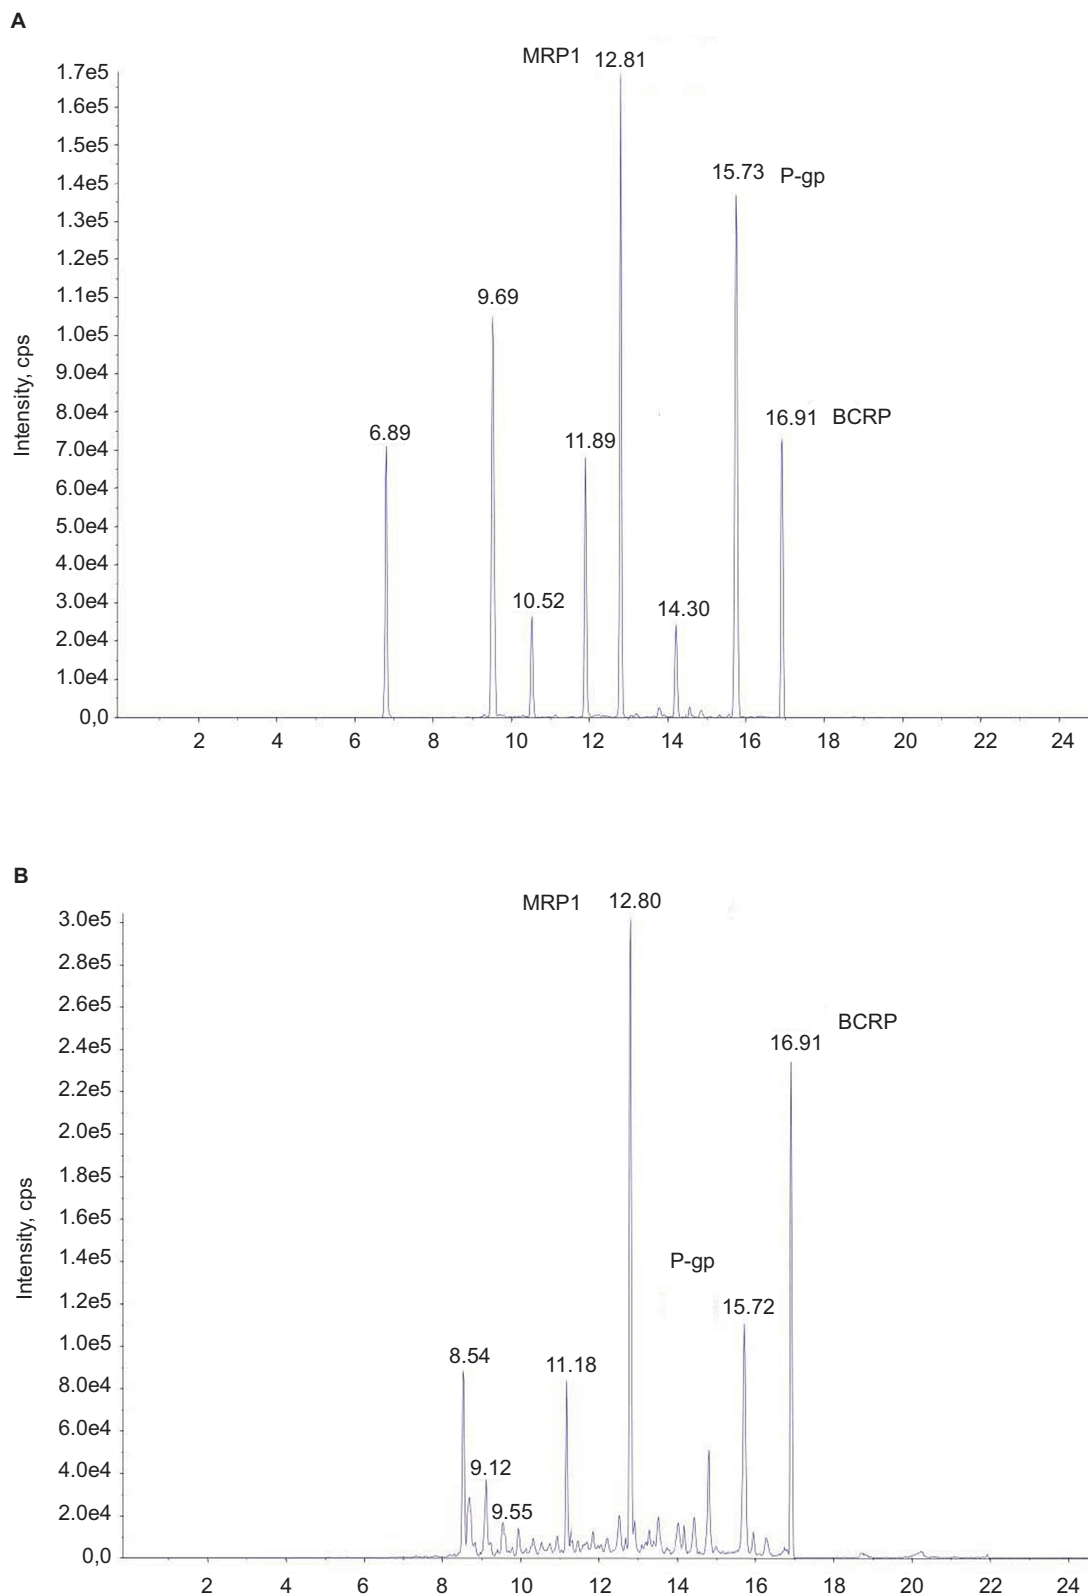 A
MRP1 12.81
1.7e5
1.6e5
1.5e5
1.4e5
15.73 P-gp
1.3e5
1.2e5
1.1e5
9.69
1.0e5
9.0e4
8.0e4
16.91 BCRP
7.0e4
6.89
11.89
6.0e4
5.0e4
4.0e4
3.0e4
10.52
14.30
2.0e4
1.0e4
0,0
Intensity, cps
2 4 6 8 10 12 14 16 18 20 22 24
B
MRP1 12.80
3.0e5
2.8e5
2.6e5
2.4e5
BCRP
16.91
2.2e5
2.0e5
1.8e5
1.6e5
1.4e5
P-gp
1.2e5
15.72
1.0e5
8.54
11.18
8.0e4
6.0e4
4.0e4
9.12
2.0e4
9.55
0,0
Intensity, cps
2 4 6 8 10 12 14 16 18 20 22 24